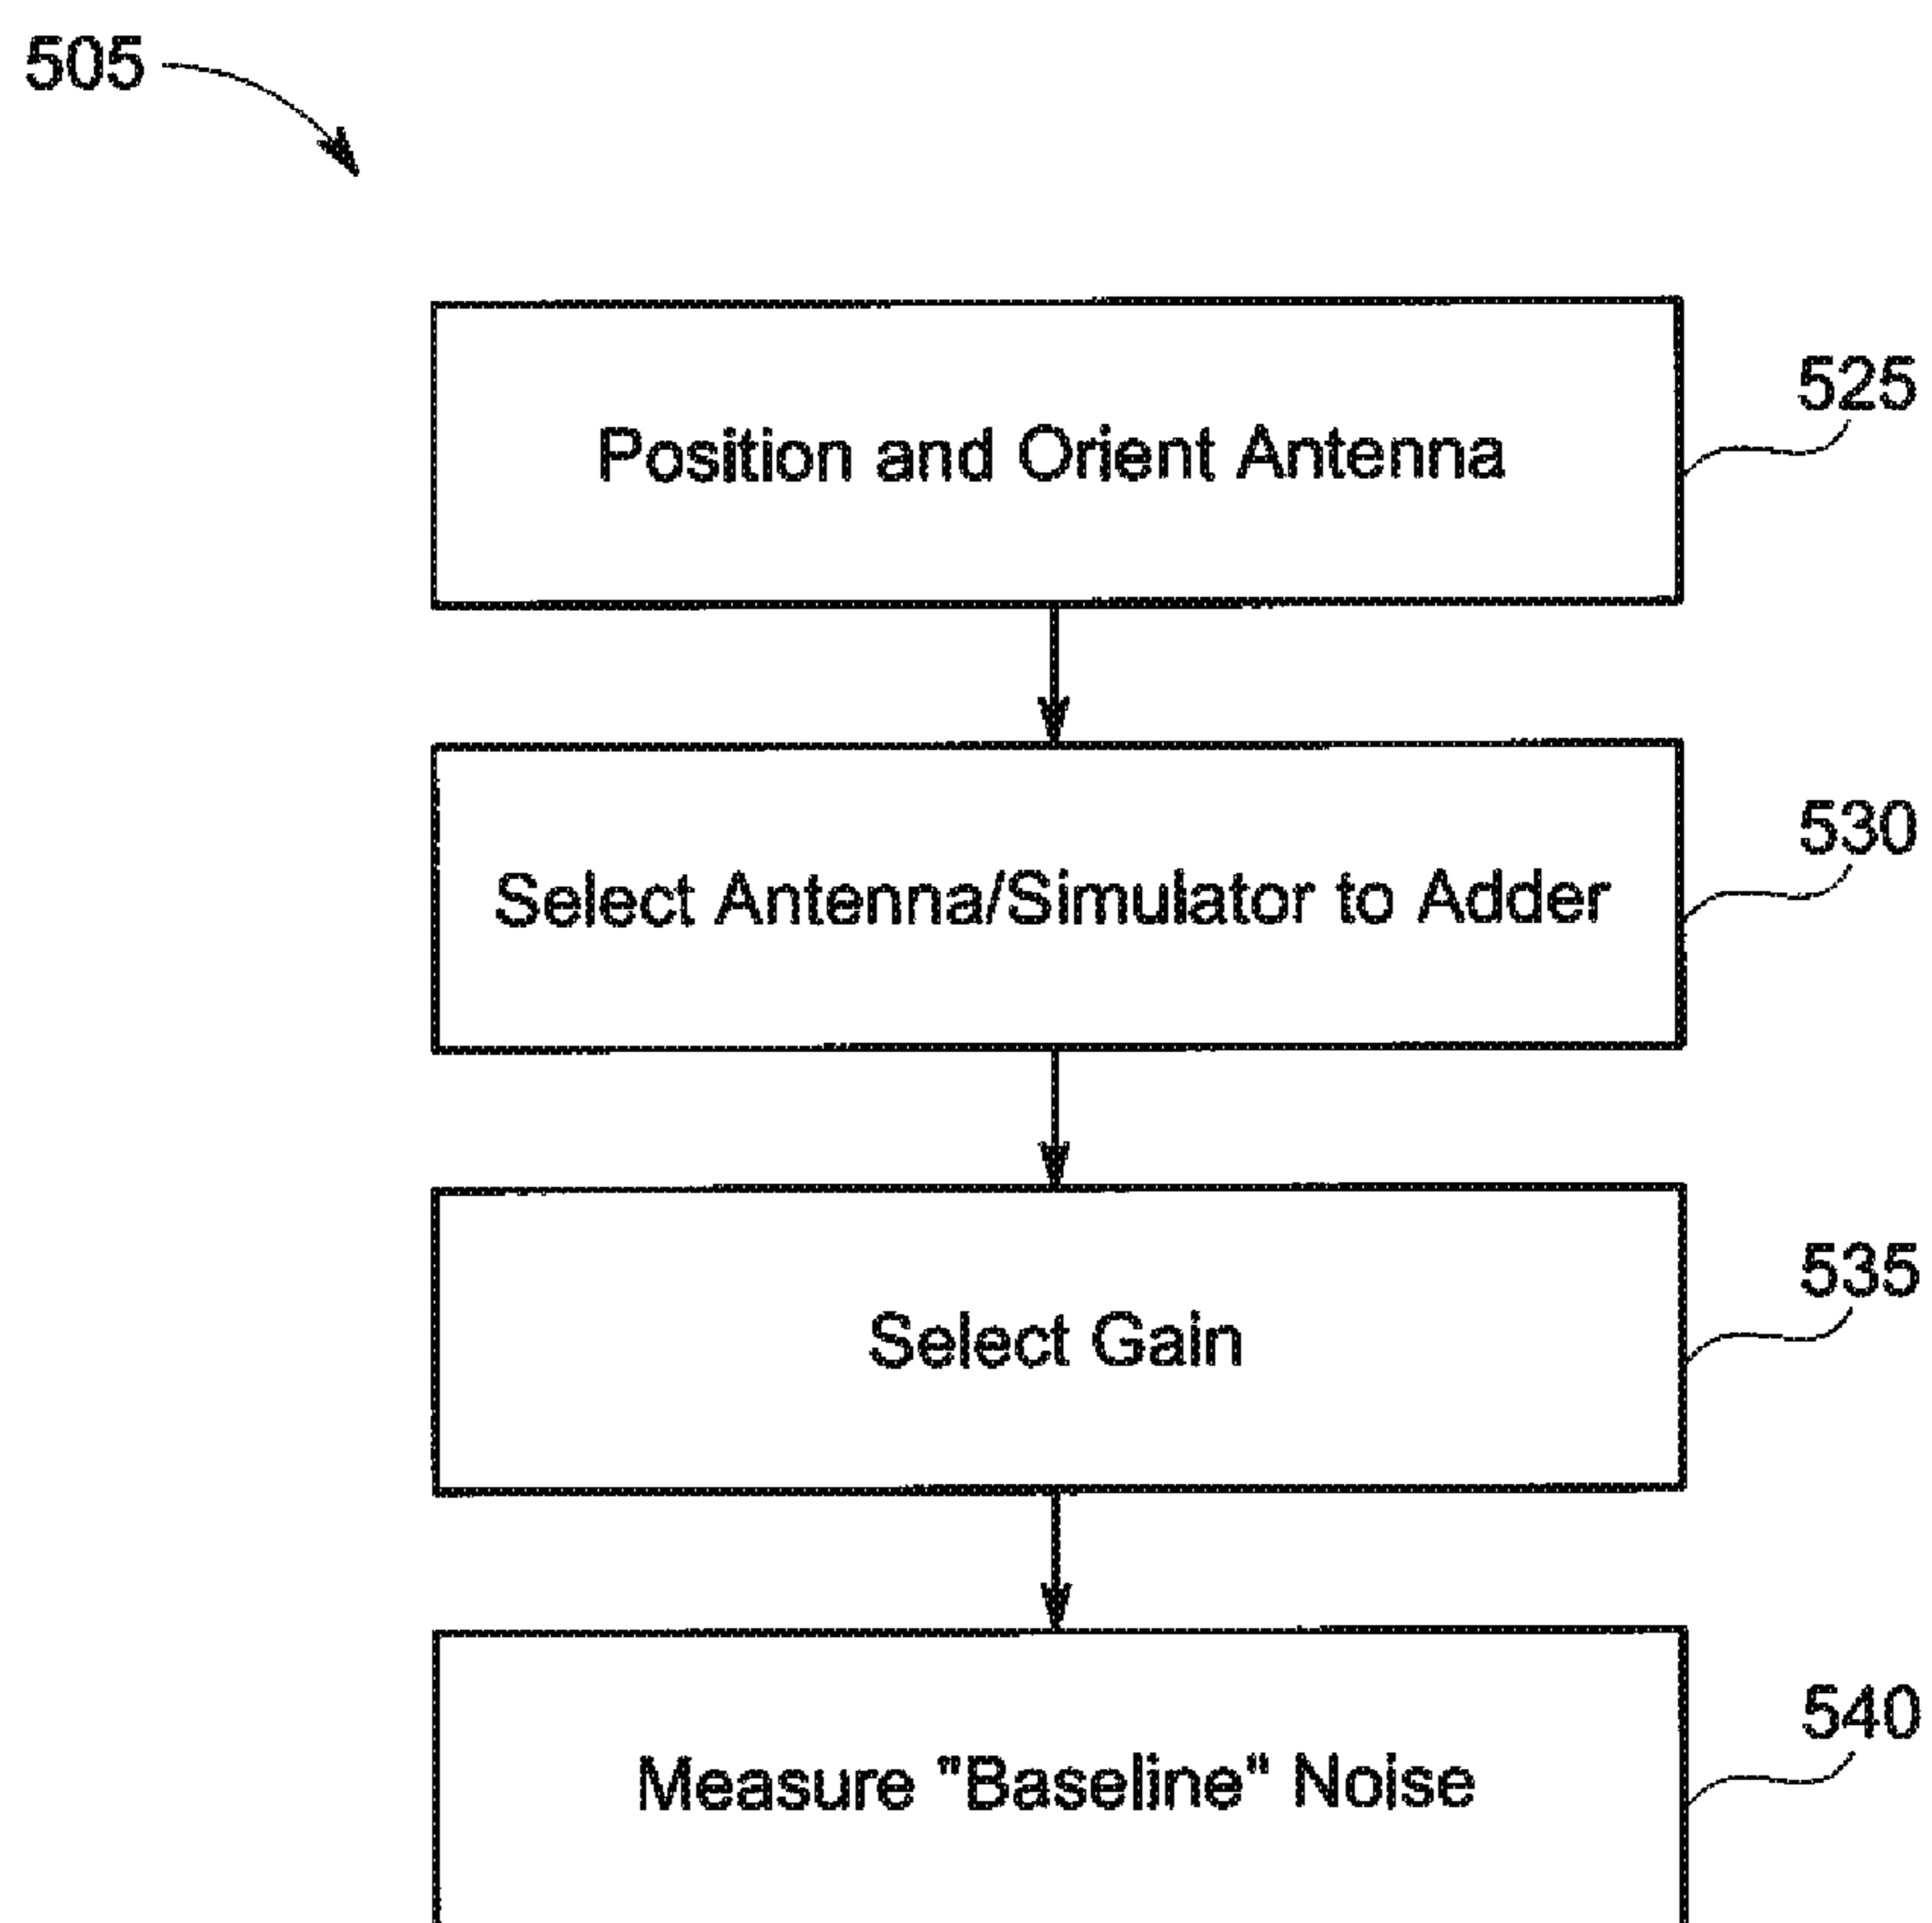 505
Position and Orient Antenna
525
Select Antenna/Simulator to Adder
530
Select Gain
535
Measure "Baseline" Noise
540